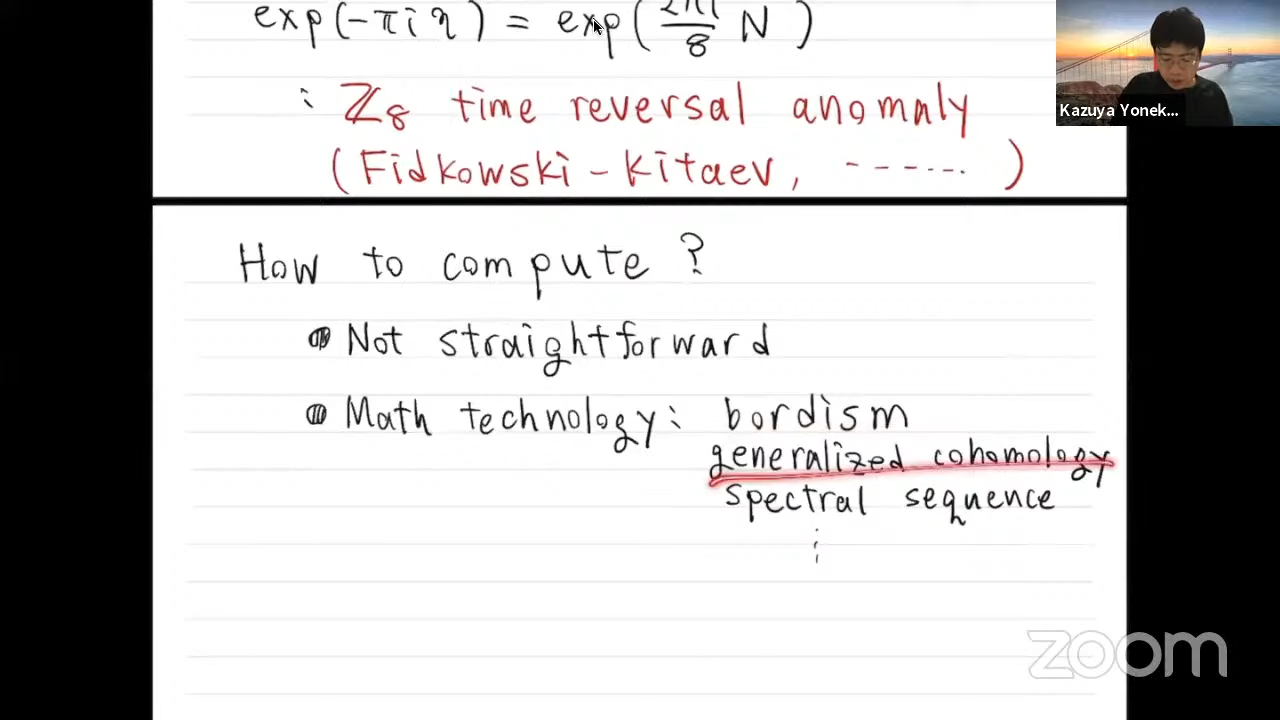 exp(-πi η) = exp( 2πi/8 N )
Kazuya Yonek...
: ℤ₈ time reversal anomaly
(Fidkowski - Kitaev, ------ )
How to compute ?
• Not straightforward
• Math technology : bordism
generalized cohomology
spectral sequence
⋮
zoom